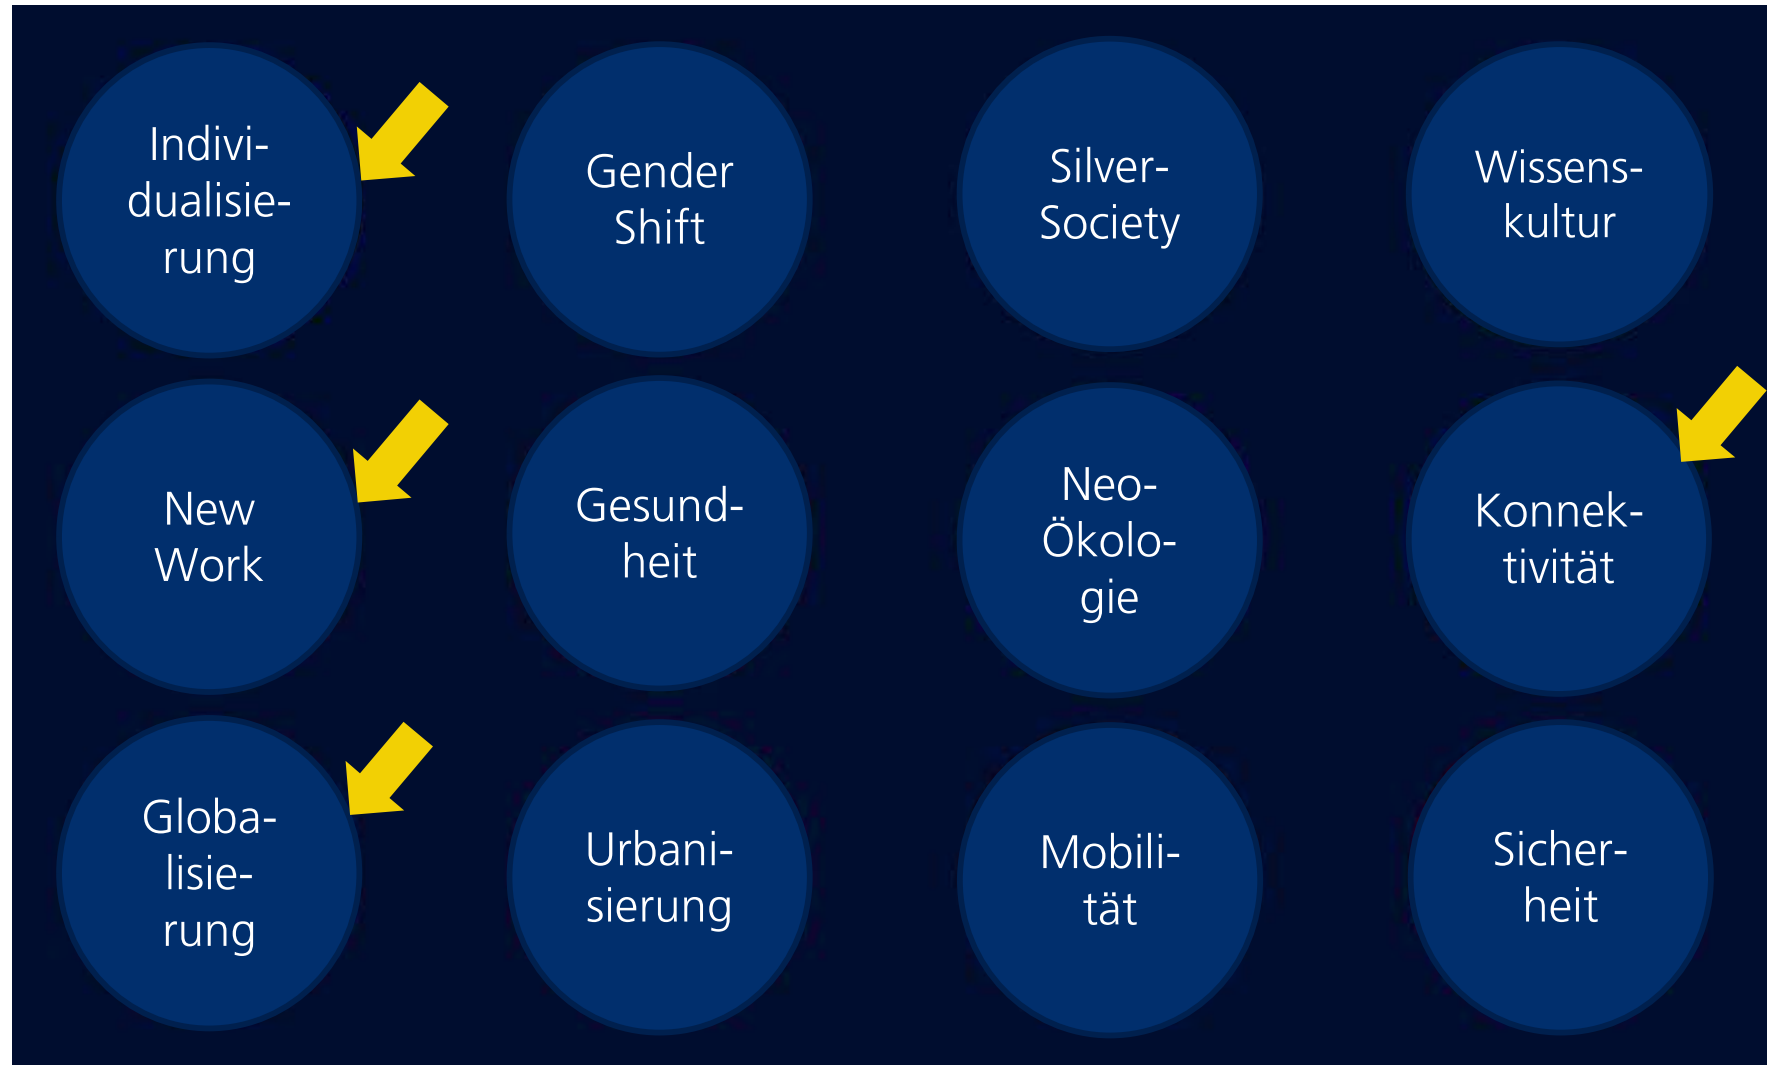 Indivi-
dualisie-
rung
Gender
Shift
Silver-
Society
Wissens-
kultur
New
Work
Gesund-
heit
Neo-
Ökolo-
gie
Konnek-
tivität
Globa-
lisie-
rung
Urbani-
sierung
Mobili-
tät
Sicher-
heit